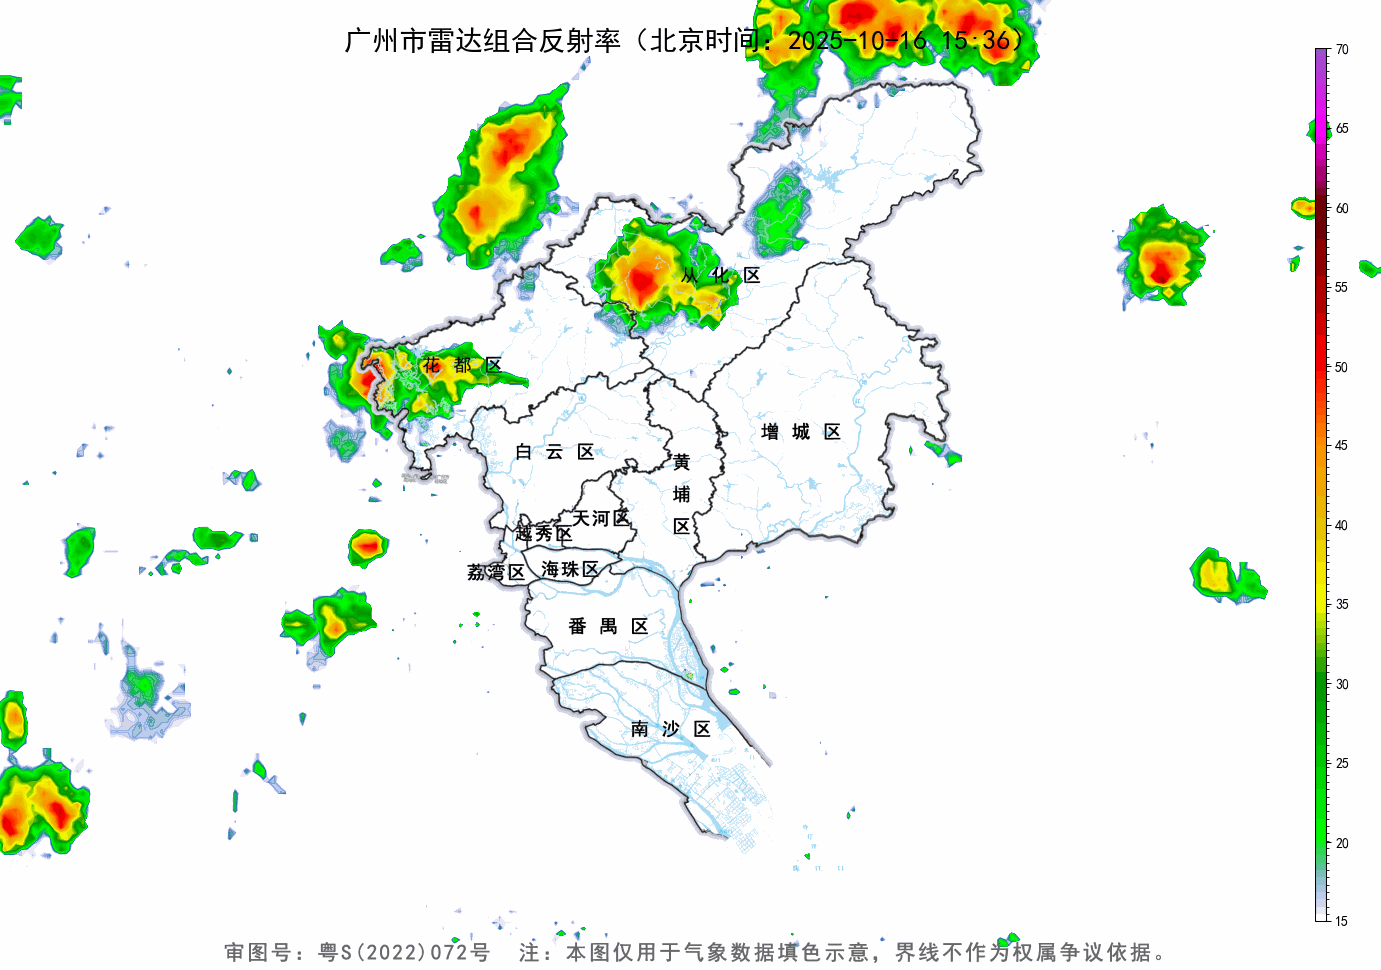 广州市雷达组合反射率（北京时间：2025-10-16 15:36）
70
65
60
55
50
45
40
35
30
25
20
15
从化区
花都区
增城区
白云区
黄埔区
天河区
越秀区
荔湾区
海珠区
番禺区
南沙区
审图号：粤S(2022)072号 注：本图仅用于气象数据填色示意，界线不作为权属争议依据。